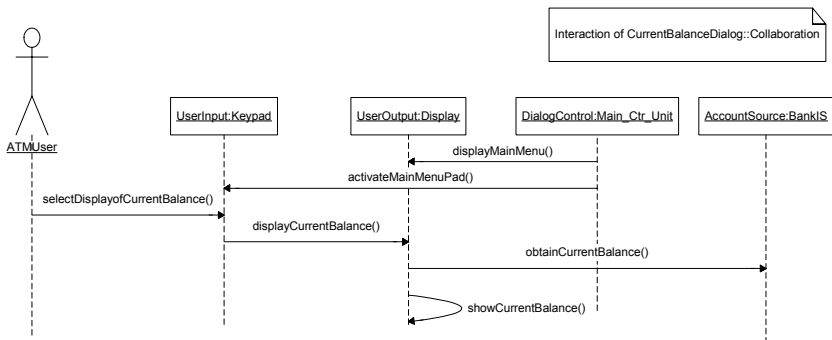 Interaction of CurrentBalanceDialog::Collaboration
UserInput:Keypad
UserOutput:Display
DialogControl:Main_Ctr_Unit
AccountSource:BankIS
ATMUser
displayMainMenu()
activateMainMenuPad()
selectDisplayofCurrentBalance()
displayCurrentBalance()
obtainCurrentBalance()
showCurrentBalance()